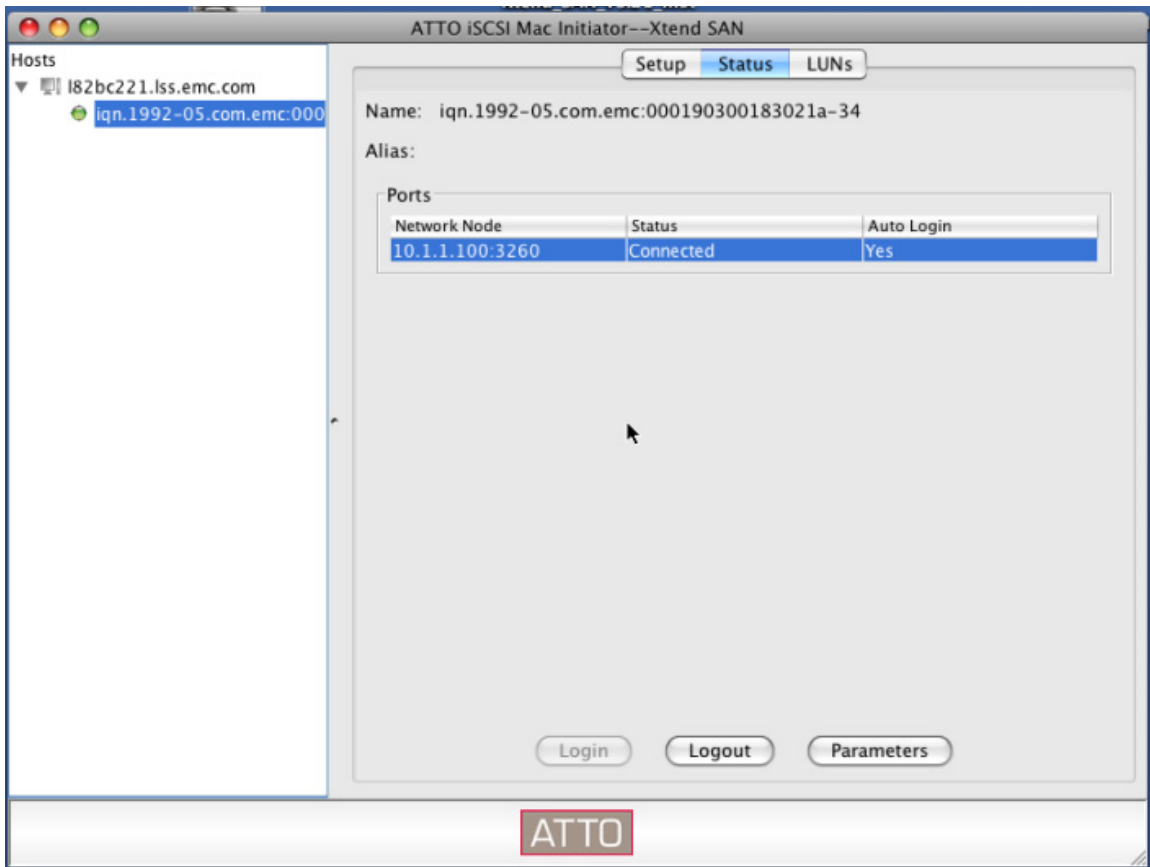 ATTO iSCSI Mac Initiator--Xtend SAN
Hosts
l82bc221.lss.emc.com
iqn.1992-05.com.emc:000
Setup Status LUNs
Name: iqn.1992-05.com.emc:000190300183021a-34
Alias:
Ports
Network Node Status Auto Login
10.1.1.100:3260 Connected Yes
Login Logout Parameters
ATTO